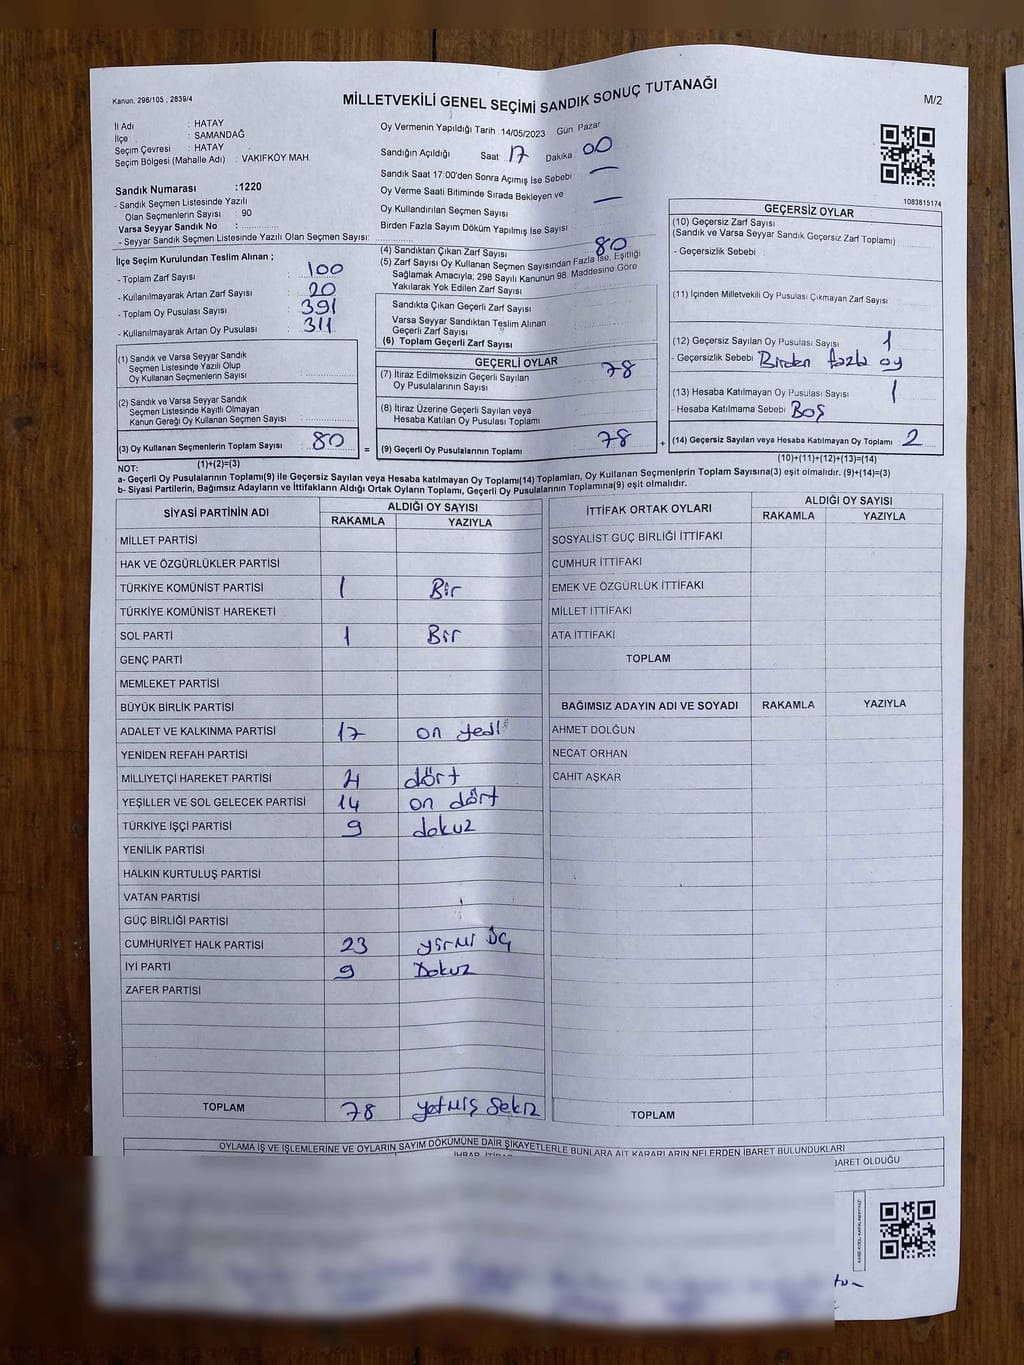 Kanun. 298/105 , 2839/4
MİLLETVEKİLİ GENEL SEÇİMİ SANDIK SONUÇ TUTANAĞI
M/2
İl Adı : HATAY
İlçe : SAMANDAĞ
Seçim Çevresi : HATAY
Seçim Bölgesi (Mahalle Adı) : VAKIFKÖY MAH.
Sandık Numarası :1220
- Sandık Seçmen Listesinde Yazılı
Olan Seçmenlerin Sayısı : 90
Varsa Seyyar Sandık No :
- Seyyar Sandık Seçmen Listesinde Yazılı Olan Seçmen Sayısı:
İlçe Seçim Kurulundan Teslim Alınan ;
- Toplam Zarf Sayısı : 100
- Kullanılmayarak Artan Zarf Sayısı : 20
- Toplam Oy Pusulası Sayısı : 391
- Kullanılmayarak Artan Oy Pusulası : 311
(1) Sandık ve Varsa Seyyar Sandık
Seçmen Listesinde Yazılı Olup
Oy Kullanan Seçmenlerin Sayısı
(2) Sandık ve Varsa Seyyar Sandık
Seçmen Listesinde Kayıtlı Olmayan
Kanun Gereği Oy Kullanan Seçmen Sayısı
(3) Oy Kullanan Seçmenlerin Toplam Sayısı 80
(1)+(2)=(3)
Oy Vermenin Yapıldığı Tarih : 14/05/2023 Gün Pazar
Sandığın Açıldığı Saat: 17 Dakika : 00
Sandık Saat 17:00'den Sonra Açımış İse Sebebi :
Oy Verme Saati Bitiminde Sırada Bekleyen ve
Oy Kullandırılan Seçmen Sayısı
Birden Fazla Sayım Döküm Yapılmış İse Sayısı
(4) Sandıktan Çıkan Zarf Sayısı 80
(5) Zarf Sayısı Oy Kullanan Seçmen Sayısından Fazla İse, Eşitliği
Sağlamak Amacıyla; 298 Sayılı Kanunun 98. Maddesine Göre
Yakılarak Yok Edilen Zarf Sayısı
Sandıkta Çıkan Geçerli Zarf Sayısı
Varsa Seyyar Sandıktan Teslim Alınan
Geçerli Zarf Sayısı
(6) Toplam Geçerli Zarf Sayısı
GEÇERLİ OYLAR
(7) İtiraz Edilmeksizin Geçerli Sayılan
Oy Pusulalarının Sayısı 78
(8) İtiraz Üzerine Geçerli Sayılan veya
Hesaba Katılan Oy Pusulası Toplamı
= (9) Geçerli Oy Pusulalarının Toplamı 78
1083815174
GEÇERSİZ OYLAR
(10) Geçersiz Zarf Sayısı
(Sandık ve Varsa Seyyar Sandık Geçersiz Zarf Toplamı)
- Geçersizlik Sebebi :
(11) İçinden Milletvekili Oy Pusulası Çıkmayan Zarf Sayısı
(12) Geçersiz Sayılan Oy Pusulası Sayısı 1
- Geçersizlik Sebebi : Birden fazla oy
(13) Hesaba Katılmayan Oy Pusulası Sayısı 1
- Hesaba Katılmama Sebebi : Boş
+ (14) Geçersiz Sayılan veya Hesaba Katılmayan Oy Toplamı 2
(10)+(11)+(12)+(13)=(14)
NOT:
a- Geçerli Oy Pusulalarının Toplamı(9) ile Geçersiz Sayılan veya Hesaba katılmayan Oy Toplamı(14) Toplamları, Oy Kullanan Seçmenlerin Toplam Sayısına(3) eşit olmalıdır. (9)+(14)=(3)
b- Siyasi Partilerin, Bağımsız Adayların ve İttifakların Aldığı Ortak Oyların Toplamı, Geçerli Oy Pusulalarının Toplamına(9) eşit olmalıdır.
SİYASİ PARTİNİN ADI ALDIĞI OY SAYISI
RAKAMLA YAZIYLA
MİLLET PARTİSİ
HAK VE ÖZGÜRLÜKLER PARTİSİ
TÜRKİYE KOMÜNİST PARTİSİ 1 Bir
TÜRKİYE KOMÜNİST HAREKETİ
SOL PARTİ 1 Bir
GENÇ PARTİ
MEMLEKET PARTİSİ
BÜYÜK BİRLİK PARTİSİ
ADALET VE KALKINMA PARTİSİ 17 on yedi
YENİDEN REFAH PARTİSİ
MİLLİYETÇİ HAREKET PARTİSİ 4 dört
YEŞİLLER VE SOL GELECEK PARTİSİ 14 on dört
TÜRKİYE İŞÇİ PARTİSİ 9 dokuz
YENİLİK PARTİSİ
HALKIN KURTULUŞ PARTİSİ
VATAN PARTİSİ
GÜÇ BİRLİĞİ PARTİSİ
CUMHURİYET HALK PARTİSİ 23 yirmi üç
İYİ PARTİ 9 Dokuz
ZAFER PARTİSİ
TOPLAM 78 yetmiş sekiz
İTTİFAK ORTAK OYLARI ALDIĞI OY SAYISI
RAKAMLA YAZIYLA
SOSYALİST GÜÇ BİRLİĞİ İTTİFAKI
CUMHUR İTTİFAKI
EMEK VE ÖZGÜRLÜK İTTİFAKI
MİLLET İTTİFAKI
ATA İTTİFAKI
TOPLAM
BAĞIMSIZ ADAYIN ADI VE SOYADI RAKAMLA YAZIYLA
AHMET DOLĞUN
NECAT ORHAN
CAHİT AŞKAR
TOPLAM
OYLAMA İŞ VE İŞLEMLERİNE VE OYLARIN SAYIM DÖKÜMÜNE DAİR ŞİKAYETLERLE BUNLARA AİT KARARLARIN NELERDEN İBARET BULUNDUKLARI
BARET OLDUĞU